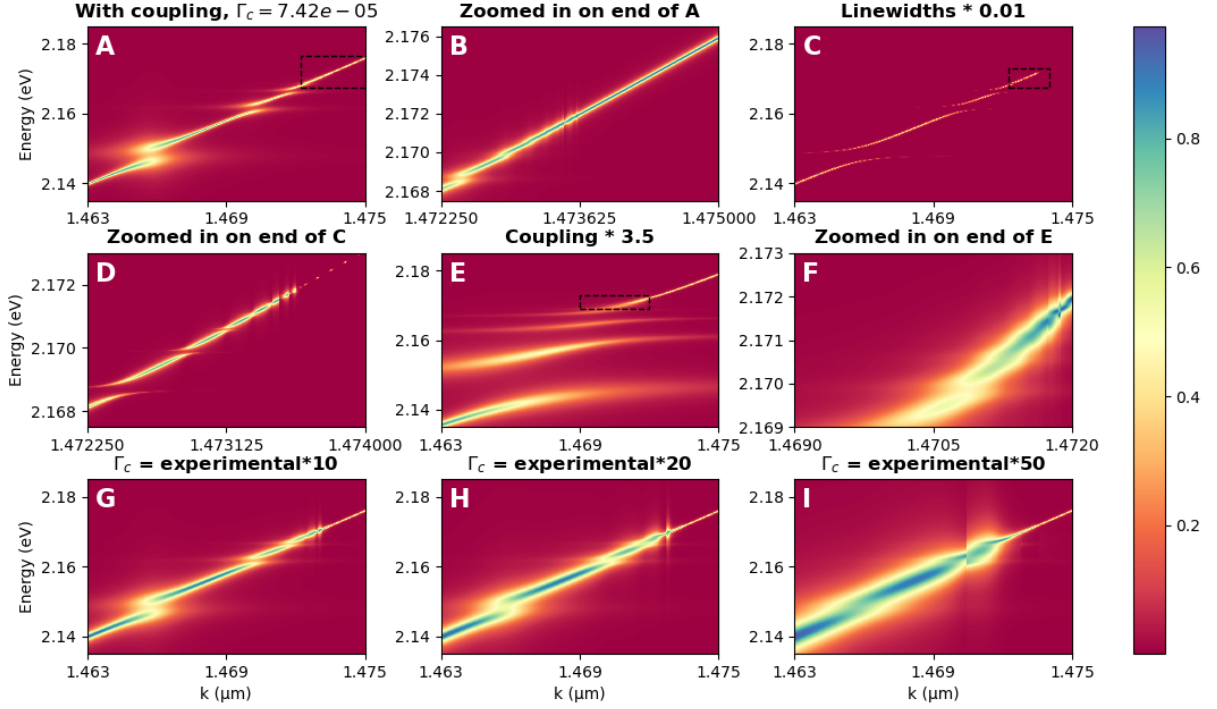 With coupling, Γc = 7.42e − 05
Zoomed in on end of A
Linewidths * 0.01
A
B
C
Energy (eV)
2.18
2.16
2.14
1.463
1.469
1.475
2.176
2.174
2.172
2.170
2.168
1.472250
1.473625
1.475000
2.18
2.16
2.14
1.463
1.469
1.475
Zoomed in on end of C
Coupling * 3.5
Zoomed in on end of E
D
E
F
Energy (eV)
2.172
2.170
2.168
1.472250
1.473125
1.474000
2.18
2.16
2.14
1.463
1.469
1.475
2.173
2.172
2.171
2.170
2.169
1.4690
1.4705
1.4720
Γc = experimental*10
Γc = experimental*20
Γc = experimental*50
G
H
I
Energy (eV)
2.18
2.16
2.14
1.463
1.469
1.475
k (μm)
2.18
2.16
2.14
1.463
1.469
1.475
k (μm)
2.18
2.16
2.14
1.463
1.469
1.475
k (μm)
0.8
0.6
0.4
0.2